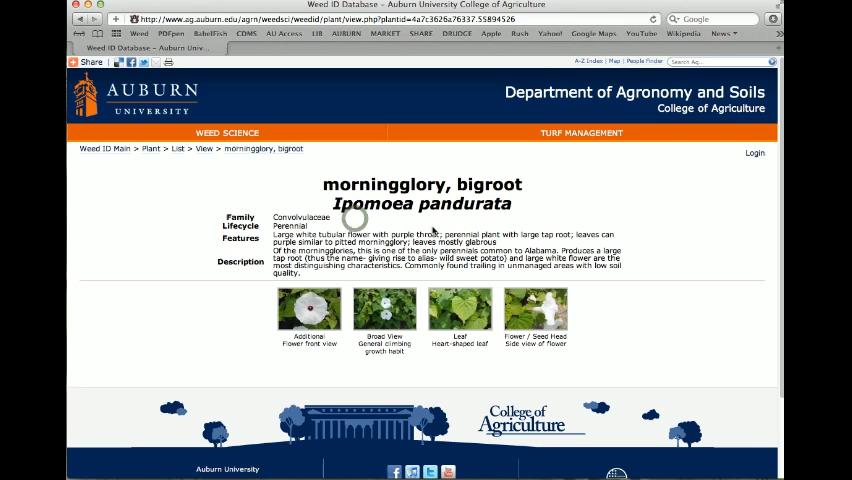 Weed ID Database – Auburn University College of Agriculture
http://www.ag.auburn.edu/agrn/weedsci/weedid/plant/view.php?plantid=4a7c3626a76337.55894526
Google
Weed PDFpen BabelFish CDMS AU Access LIB AUBURN MARKET SHARE DRUDGE Apple Rush Yahoo! Google Maps YouTube Wikipedia News
Weed ID Database – Auburn Univ...
Share
A-Z Index | Map | People Finder
Search Ag...
AUBURN
UNIVERSITY
Department of Agronomy and Soils
College of Agriculture
WEED SCIENCE
TURF MANAGEMENT
Weed ID Main > Plant > List > View > morningglory, bigroot
Login
morningglory, bigroot
Ipomoea pandurata
Family Convolvulaceae
Lifecycle Perennial
Features Large white tubular flower with purple throat; perennial plant with large tap root; leaves can
purple similar to pitted morningglory; leaves mostly glabrous
Description Of the morningglories, this is one of the only perennials common to Alabama. Produces a large
tap root (thus the name- giving rise to alias- wild sweet potato) and large white flower are the
most distinguishing characteristics. Commonly found trailing in unmanaged areas with low soil
quality.
Additional
Flower front view
Broad View
General climbing
growth habit
Leaf
Heart-shaped leaf
Flower / Seed Head
Side view of flower
College of
Agriculture
Auburn University